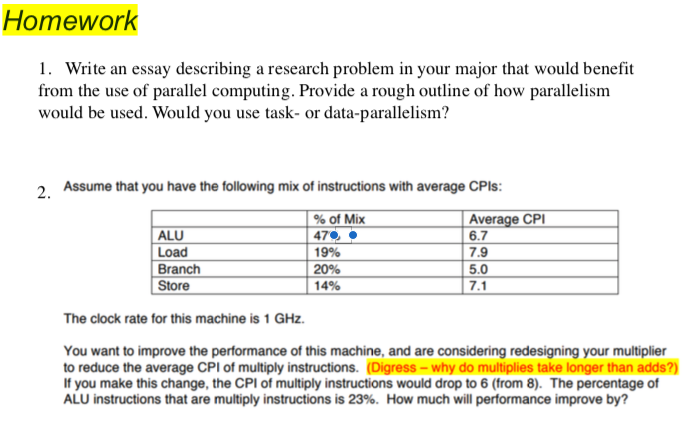 Homework
1. Write an essay describing a research problem in your major that would benefit
from the use of parallel computing. Provide a rough outline of how parallelism
would be used. Would you use task- or data-parallelism?
2. Assume that you have the following mix of instructions with average CPIs:
% of Mix Average CPI
ALU 47 6.7
Load 19% 7.9
Branch 20% 5.0
Store 14% 7.1
The clock rate for this machine is 1 GHz.
You want to improve the performance of this machine, and are considering redesigning your multiplier
to reduce the average CPI of multiply instructions. (Digress – why do multiplies take longer than adds?)
If you make this change, the CPI of multiply instructions would drop to 6 (from 8). The percentage of
ALU instructions that are multiply instructions is 23%. How much will performance improve by?